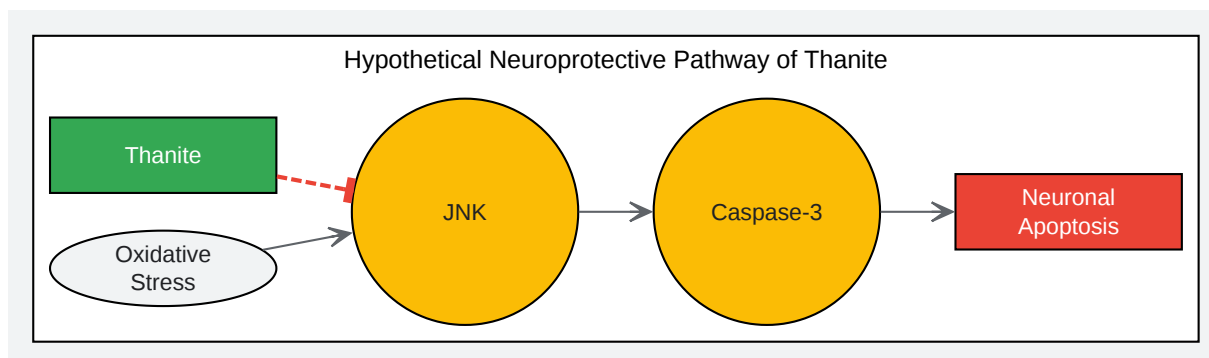 Hypothetical Neuroprotective Pathway of Thanite
Thanite
Oxidative
Stress
JNK
Caspase-3
Neuronal
Apoptosis